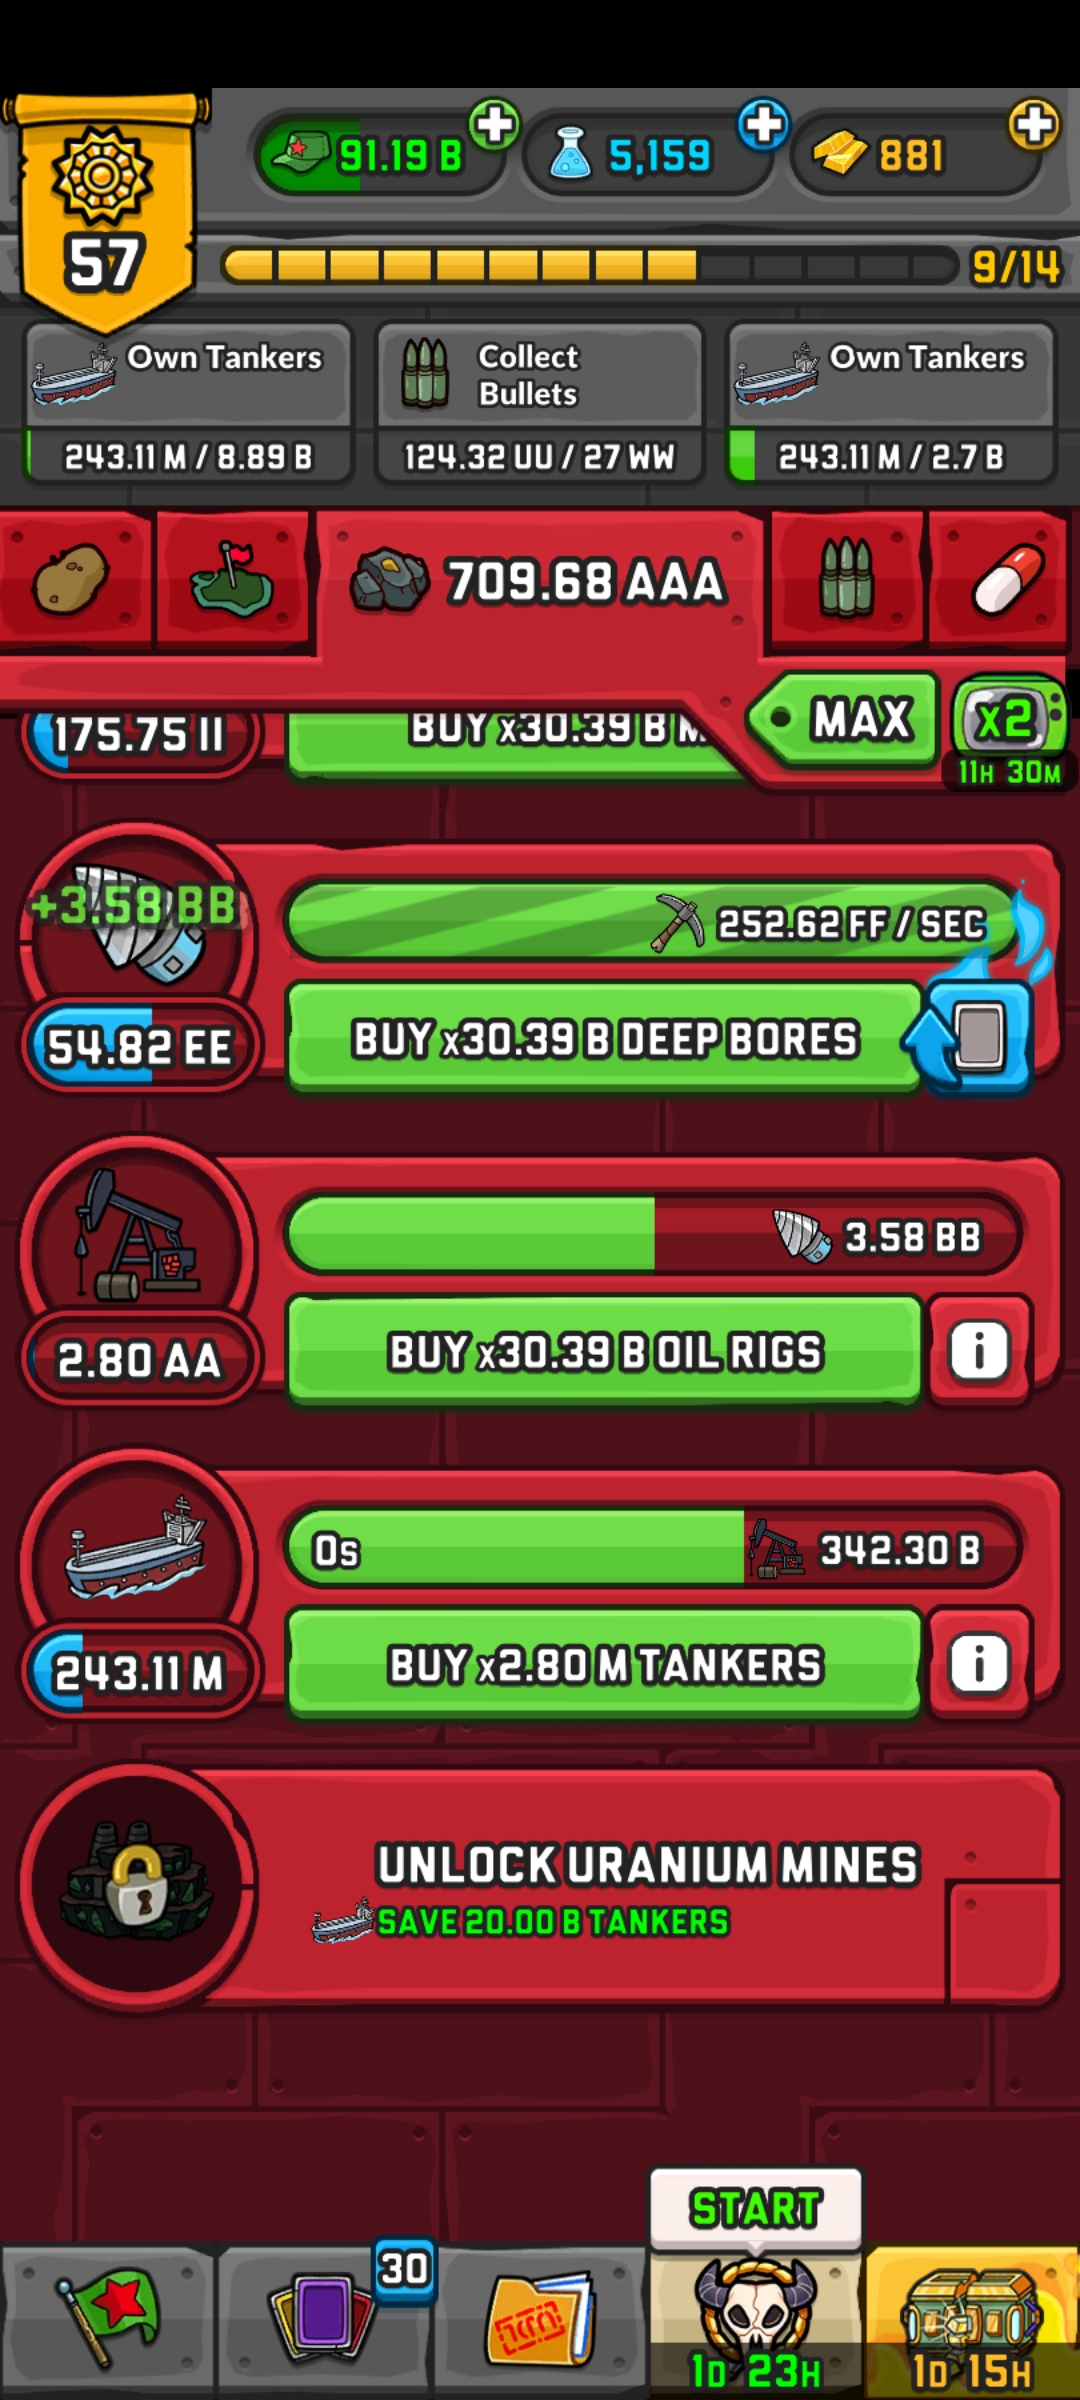 57
91.19 B
5,159
881
9/14
Own Tankers
243.11 M / 8.89 B
Collect
Bullets
124.32 UU / 27 WW
Own Tankers
243.11 M / 2.7 B
709.68 AAA
MAX
x2
11H 30M
175.75 II
BUY x30.39 B
+3.58 BB
252.62 FF / SEC
54.82 EE
BUY x30.39 B DEEP BORES
3.58 BB
2.80 AA
BUY x30.39 B OIL RIGS
i
0s
342.30 B
243.11 M
BUY x2.80 M TANKERS
i
UNLOCK URANIUM MINES
SAVE 20.00 B TANKERS
START
30
1D 23H
1D 15H